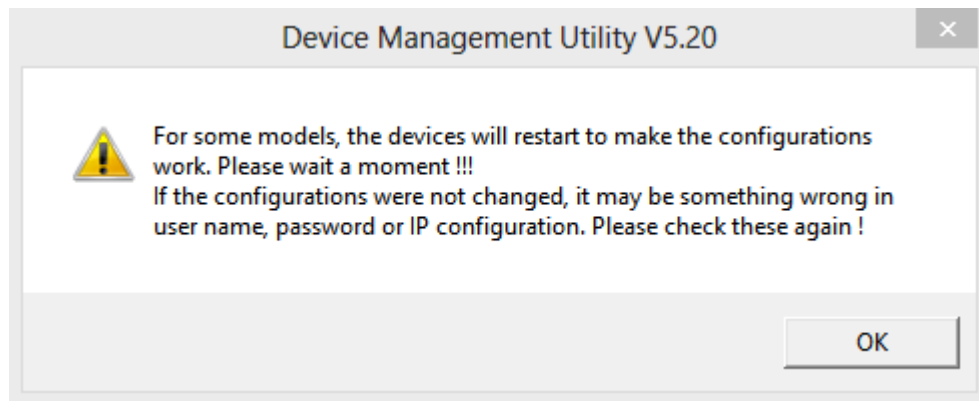 Device Management Utility V5.20
For some models, the devices will restart to make the configurations
work. Please wait a moment !!!
If the configurations were not changed, it may be something wrong in
user name, password or IP configuration. Please check these again !
OK